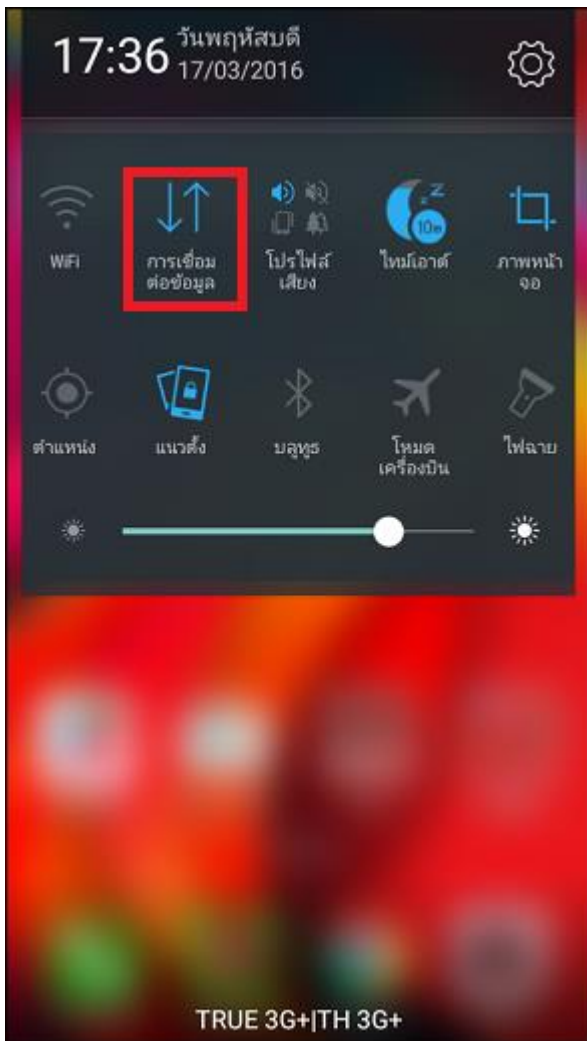 17:36 วันพฤหัสบดี
17/03/2016
WiFi
การเชื่อม
ต่อข้อมูล
โปรไฟล์
เสียง
10m
ไทม์เอาต์
ภาพหน้า
จอ
ตำแหน่ง
แนวตั้ง
บลูทูธ
โหมด
เครื่องบิน
ไฟฉาย
TRUE 3G+|TH 3G+